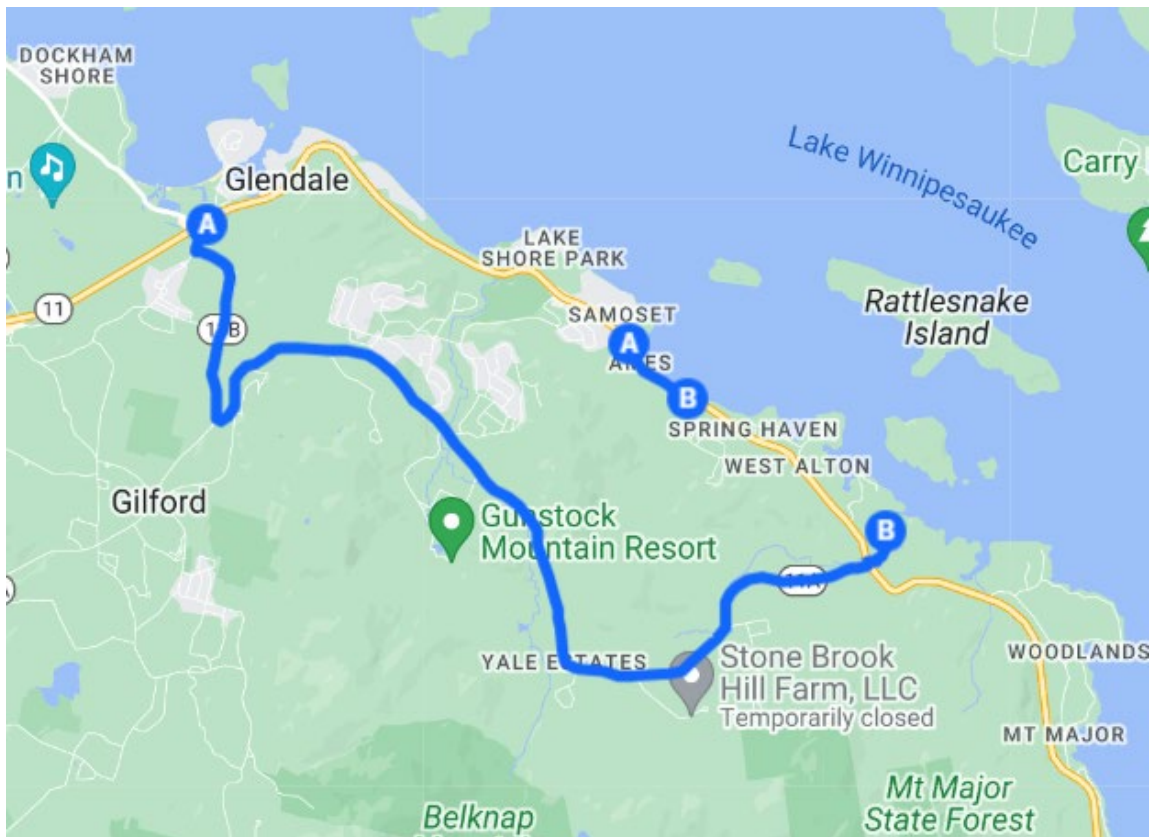 DOCKHAM
SHORE
Lake Winnipesaukee
Carry
n
Glendale
A
LAKE
SHORE PARK
Rattlesnake
Island
11
SAMOSET
A
B
SPRING HAVEN
WEST ALTON
Gilford
Gunstock
Mountain Resort
B
11A
YALE ESTATES
Stone Brook
Hill Farm, LLC
Temporarily closed
WOODLANDS
MT MAJOR
Mt Major
State Forest
Belknap